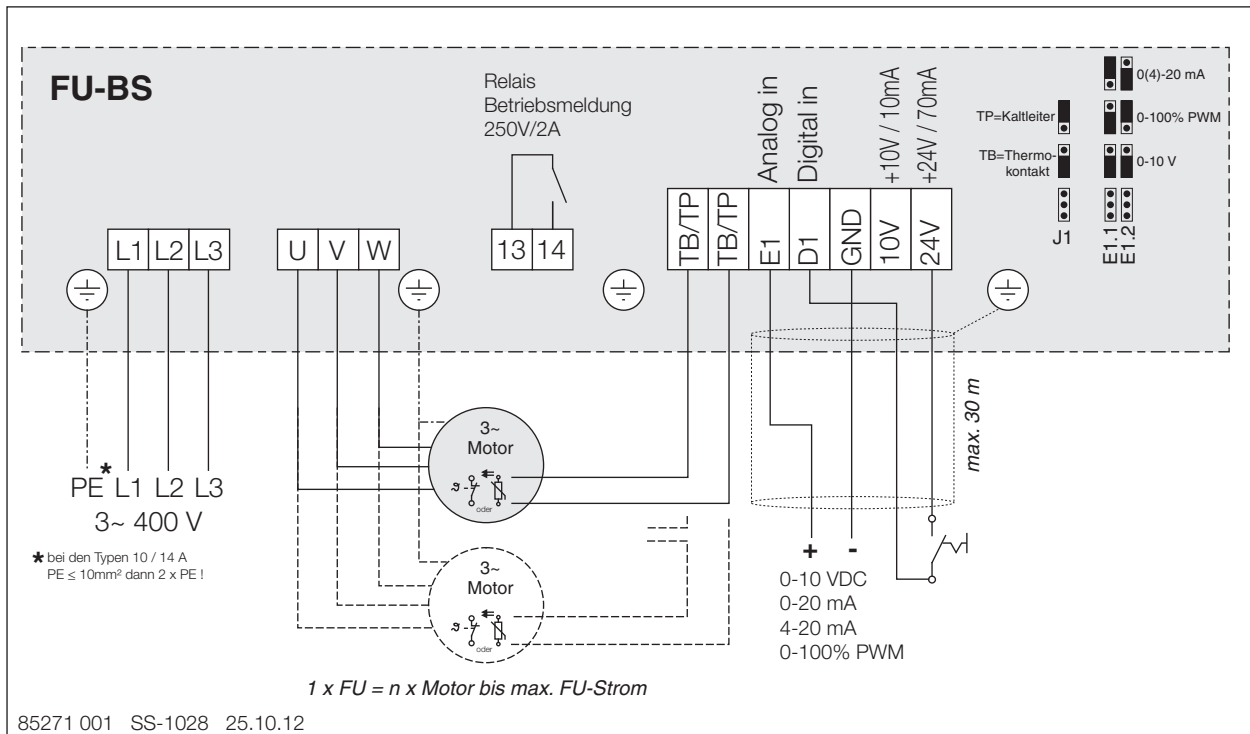 FU-BS
Relais
Betriebsmeldung
250V/2A
Analog in
Digital in
+10V / 10mA
+24V / 70mA
0(4)-20 mA
TP=Kaltleiter
0-100% PWM
TB=Thermo-
kontakt
0-10 V
J1
E1.1
E1.2
L1 L2 L3
U V W
13 14
TB/TP
TB/TP
E1
D1
GND
10V
24V
max. 30 m
3~
Motor
ϑ
oder
PE * L1 L2 L3
3~ 400 V
* bei den Typen 10 / 14 A
PE ≤ 10mm² dann 2 x PE !
3~
Motor
ϑ
oder
+ -
0-10 VDC
0-20 mA
4-20 mA
0-100% PWM
1 x FU = n x Motor bis max. FU-Strom
85271 001 SS-1028 25.10.12